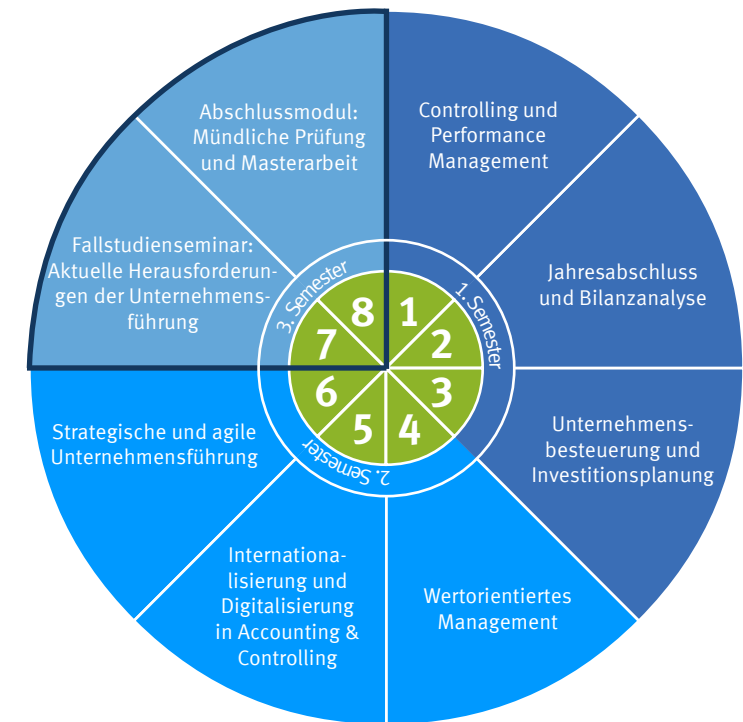 Controlling und
Performance
Management
Jahresabschluss
und Bilanzanalyse
Unternehmens-
besteuerung und
Investitionsplanung
Wertorientiertes
Management
Internationa-
lisierung und
Digitalisierung
in Accounting &
Controlling
Strategische und agile
Unternehmensführung
Fallstudienseminar:
Aktuelle Herausforderun-
gen der Unternehmens-
führung
Abschlussmodul:
Mündliche Prüfung
und Masterarbeit
1. Semester
2. Semester
3. Semester
1
2
3
4
5
6
7
8